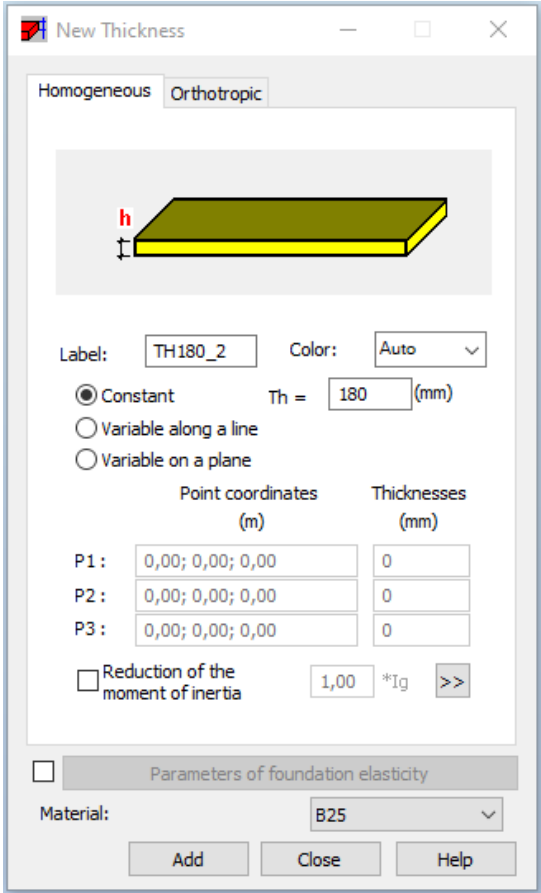 New Thickness
Homogeneous Orthotropic
h
Label: TH180_2 Color: Auto
Constant Th = 180 (mm)
Variable along a line
Variable on a plane
Point coordinates Thicknesses
(m) (mm)
P1 : 0,00; 0,00; 0,00 0
P2 : 0,00; 0,00; 0,00 0
P3 : 0,00; 0,00; 0,00 0
Reduction of the
moment of inertia 1,00 *Ig >>
Parameters of foundation elasticity
Material: B25
Add Close Help